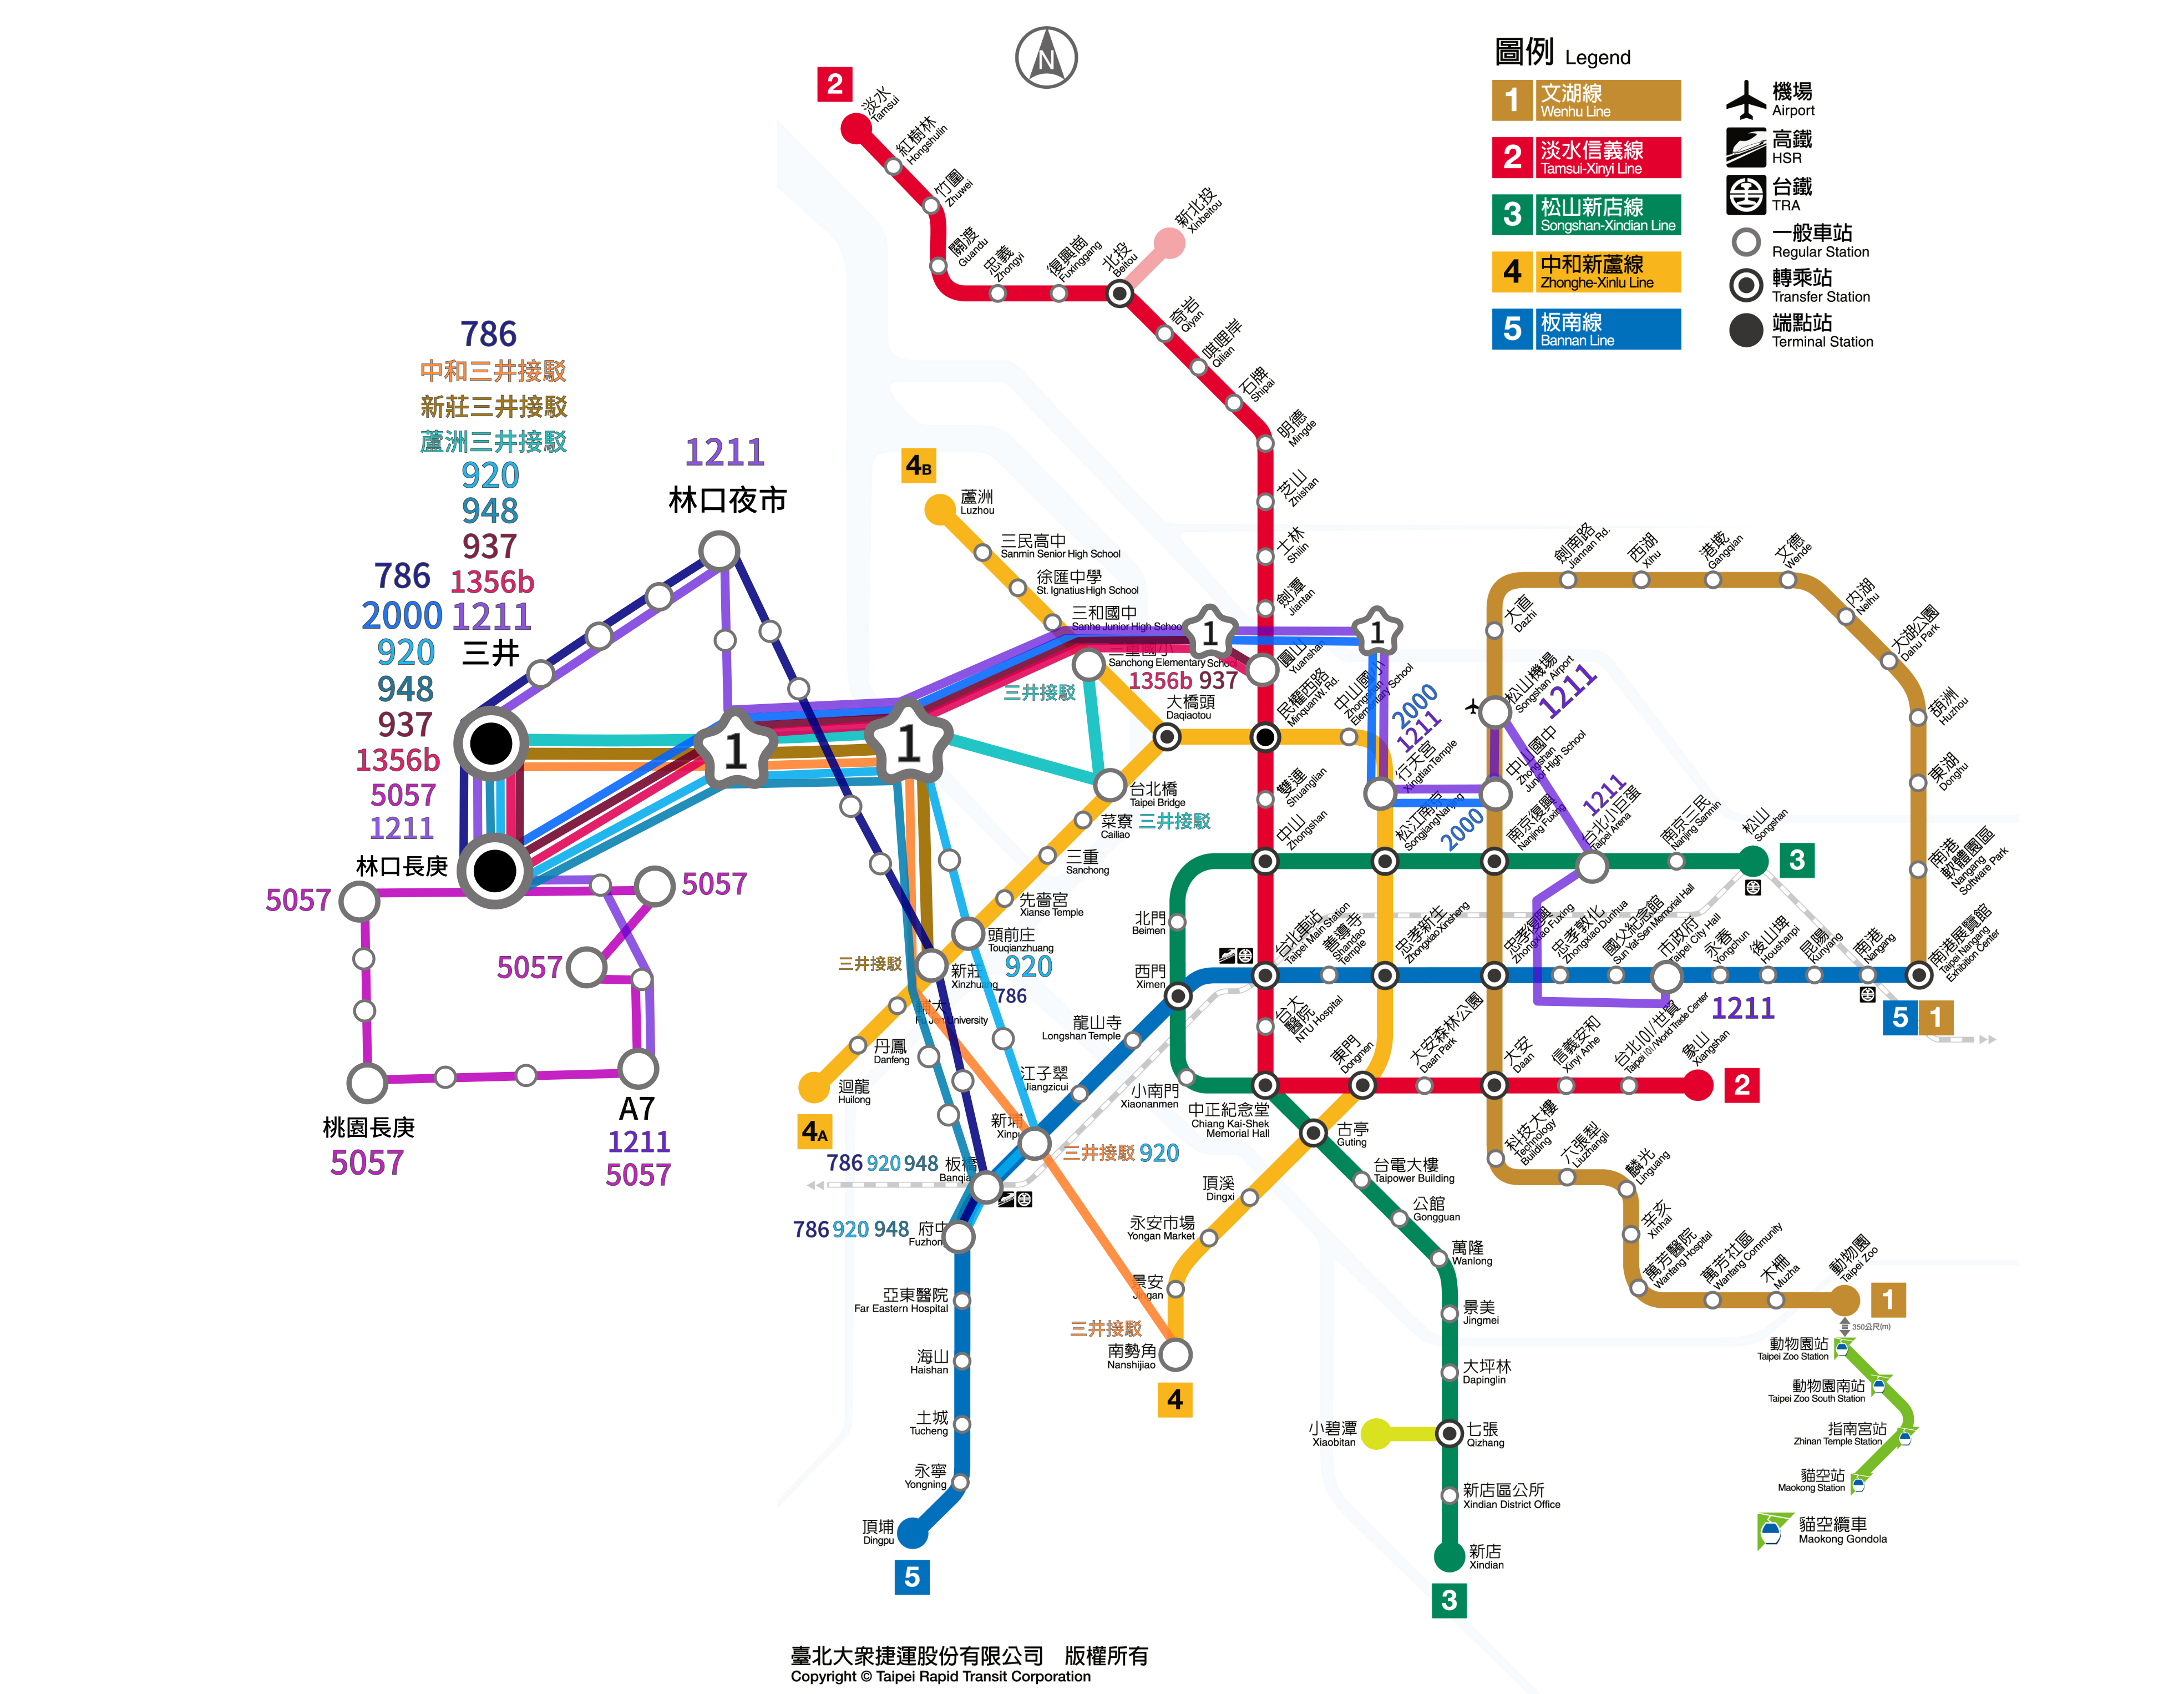 N
圖例 Legend
1 文湖線
Wenhu Line
2 淡水信義線
Tamsui-Xinyi Line
3 松山新店線
Songshan-Xindian Line
4 中和新蘆線
Zhonghe-Xinlu Line
5 板南線
Bannan Line
機場
Airport
高鐵
HSR
台鐵
TRA
一般車站
Regular Station
轉乘站
Transfer Station
端點站
Terminal Station
2
淡水
Tamsui
紅樹林
Hongshulin
竹圍
Zhuwei
關渡
Guandu
忠義
Zhongyi
復興崗
Fuxinggang
北投
Beitou
新北投
Xinbeitou
奇岩
Qiyan
唭哩岸
Qilian
石牌
Shipai
明德
Mingde
芝山
Zhishan
士林
Shilin
劍潭
Jiantan
圓山
Yuanshan
民權西路
Minquan W. Rd.
雙連
Shuanglian
中山
Zhongshan
786
中和三井接駁
新莊三井接駁
蘆洲三井接駁
920
948
937
1356b
1211
三井
786
2000
920
948
937
1356b
5057
1211
林口長庚
1211
林口夜市
1
1
1
1
5057
5057
5057
桃園長庚
5057
A7
1211
5057
4B
蘆洲
Luzhou
三民高中
Sanmin Senior High School
徐匯中學
St. Ignatius High School
三和國中
Sanhe Junior High School
三重國小
Sanchong Elementary School
三井接駁
1356b 937
大橋頭
Daqiaotou
台北橋
Taipei Bridge
菜寮 三井接駁
Cailiao
三重
Sanchong
先嗇宮
Xianse Temple
頭前庄
Touqianzhuang
920
三井接駁
新莊
Xinzhuang
786
輔大
Fu Jen University
丹鳳
Danfeng
迴龍
Huilong
4A
中山國小
Zhongshan
Elementary School
2000
1211
行天宮
Xingtian Temple
松江南京
Songjiang Nanjing
2000
大直
Dazhi
劍南路
Jiannan Rd.
西湖
Xihu
港墘
Gangqian
文德
Wende
內湖
Neihu
大湖公園
Dahu Park
葫洲
Huzhou
東湖
Donghu
南港
軟體園區
Nangang
Software Park
南港展覽館
Taipei Nangang
Exhibition Center
松山機場
Songshan Airport
1211
中山國中
Zhongshan
Junior High School
南京復興
Nanjing Fuxing
1211
台北小巨蛋
Taipei Arena
南京三民
Nanjing Sanmin
松山
Songshan
3
北門
Beimen
西門
Ximen
台北車站
Taipei Main Station
善導寺
Shandao
Temple
忠孝新生
Zhongxiao Xinsheng
忠孝復興
Zhongxiao Fuxing
忠孝敦化
Zhongxiao Dunhua
國父紀念館
Sun Yat-Sen Memorial Hall
市政府
Taipei City Hall
永春
Yongchun
後山埤
Houshanpi
昆陽
Kunyang
南港
Nangang
1211
5 1
龍山寺
Longshan Temple
江子翠
Jiangzicui
新埔
Xinpu
三井接駁 920
786 920 948 板橋
Banqiao
786 920 948 府中
Fuzhong
亞東醫院
Far Eastern Hospital
海山
Haishan
土城
Tucheng
永寧
Yongning
頂埔
Dingpu
5
台大
醫院
NTU Hospital
小南門
Xiaonanmen
中正紀念堂
Chiang Kai-Shek
Memorial Hall
東門
Dongmen
大安森林公園
Daan Park
大安
Daan
信義安和
Xinyi Anhe
台北101/世貿
Taipei 101/World Trade Center
象山
Xiangshan
2
古亭
Guting
台電大樓
Taipower Building
公館
Gongguan
萬隆
Wanlong
景美
Jingmei
大坪林
Dapinglin
七張
Qizhang
小碧潭
Xiaobitan
新店區公所
Xindian District Office
新店
Xindian
3
頂溪
Dingxi
永安市場
Yongan Market
景安
Jingan
三井接駁
南勢角
Nanshijiao
4
科技大樓
Technology
Building
六張犁
Liuzhangli
麟光
Linguang
辛亥
Xinhai
萬芳醫院
Wanfang Hospital
萬芳社區
Wanfang Community
木柵
Muzha
動物園
Taipei Zoo
1
350公尺(m)
動物園站
Taipei Zoo Station
動物園南站
Taipei Zoo South Station
指南宮站
Zhinan Temple Station
貓空站
Maokong Station
貓空纜車
Maokong Gondola
臺北大眾捷運股份有限公司 版權所有
Copyright © Taipei Rapid Transit Corporation